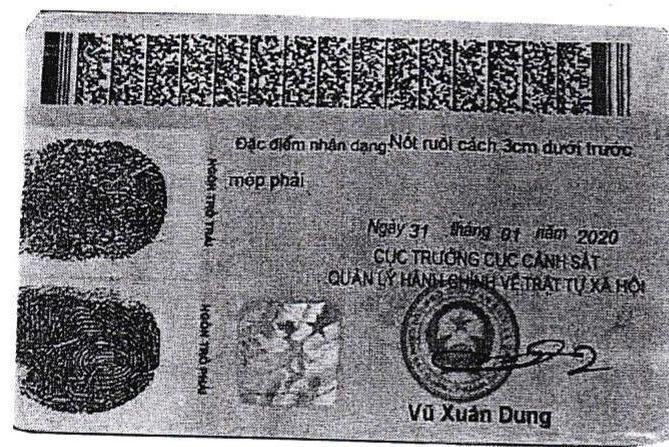 Đặc điểm nhân dạng Nốt ruồi cách 3cm dưới trước
mép phải
NGÓN TRỎ TRÁI
Ngày 31 tháng 01 năm 2020
CỤC TRƯỞNG CỤC CẢNH SÁT
QUẢN LÝ HÀNH CHÍNH VỀ TRẬT TỰ XÃ HỘI
NGÓN TRỎ PHẢI
Vũ Xuân Dung